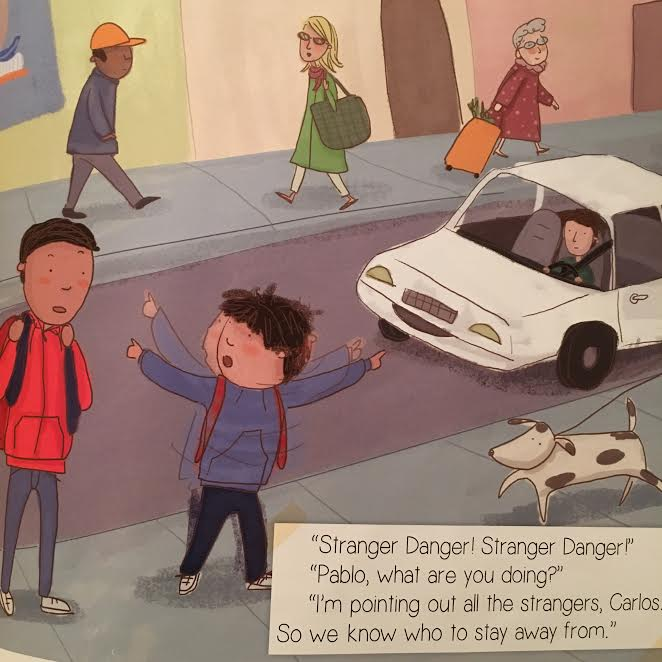 "Stranger Danger! Stranger Danger!"
"Pablo, what are you doing?"
"I'm pointing out all the strangers, Carlos.
So we know who to stay away from."